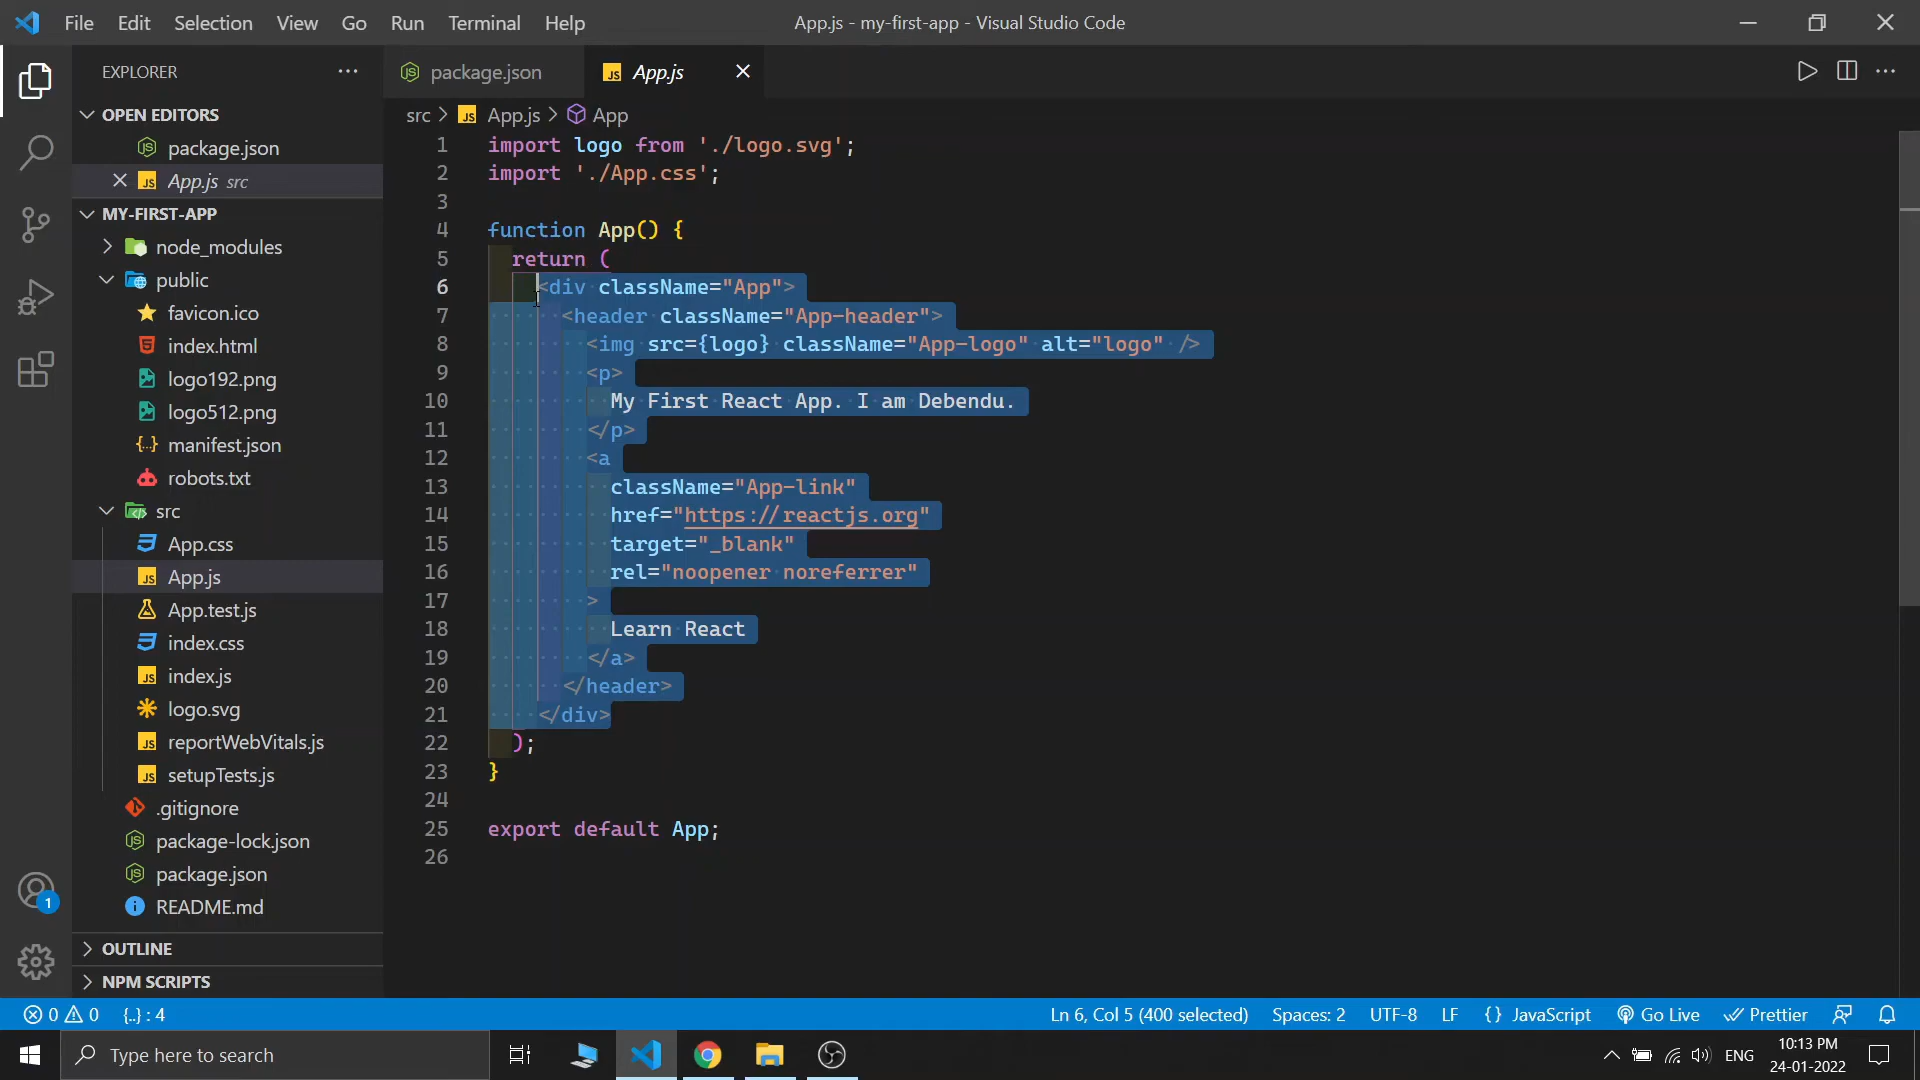 File Edit Selection View Go Run Terminal Help
App.js - my-first-app - Visual Studio Code
EXPLORER
OPEN EDITORS
package.json
App.js src
MY-FIRST-APP
node_modules
public
favicon.ico
index.html
logo192.png
logo512.png
manifest.json
robots.txt
src
App.css
App.js
App.test.js
index.css
index.js
logo.svg
reportWebVitals.js
setupTests.js
.gitignore
package-lock.json
package.json
README.md
OUTLINE
NPM SCRIPTS
package.json
App.js
src > App.js > App
1 import logo from './logo.svg';
2 import './App.css';
3
4 function App() {
5 return (
6 <div className="App">
7 <header className="App-header">
8 <img src={logo} className="App-logo" alt="logo" />
9 <p>
10 My First React App. I am Debendu.
11 </p>
12 <a
13 className="App-link"
14 href="https://reactjs.org"
15 target="_blank"
16 rel="noopener noreferrer"
17 >
18 Learn React
19 </a>
20 </header>
21 </div>
22 );
23 }
24
25 export default App;
26
1
0 0 {..} : 4
Ln 6, Col 5 (400 selected) Spaces: 2 UTF-8 LF {} JavaScript Go Live Prettier
Type here to search
ENG
10:13 PM
24-01-2022